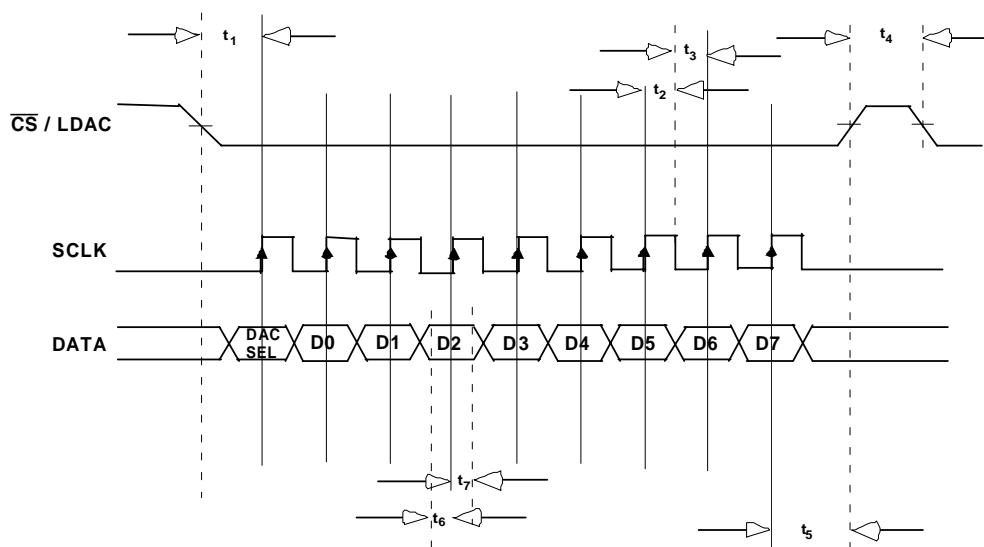 t1
t4
t3
t2
C̅S̅ / LDAC
SCLK
DATA
DAC
SEL
D0
D1
D2
D3
D4
D5
D6
D7
t7
t6
t5